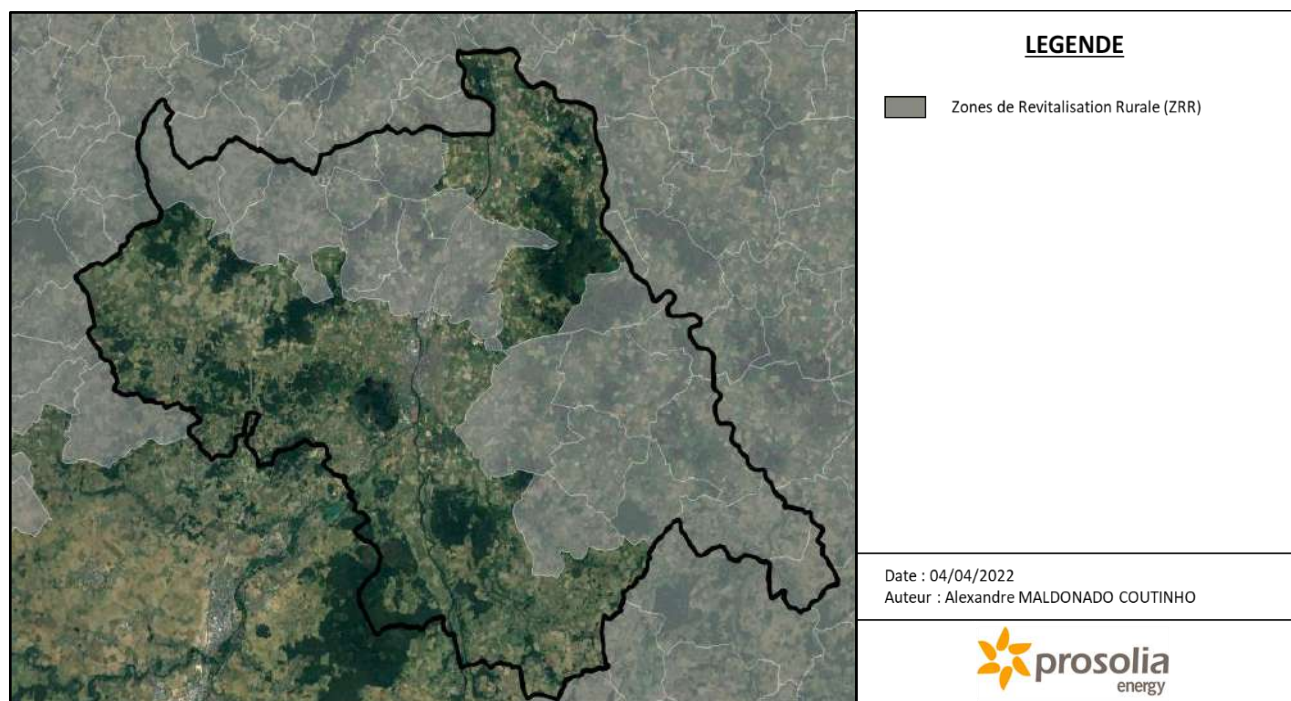 LEGENDE
Zones de Revitalisation Rurale (ZRR)
Date : 04/04/2022
Auteur : Alexandre MALDONADO COUTINHO
prosolia
energy